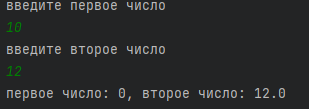 введите первое число
10
введите второе число
12
первое число: 0, второе число: 12.0